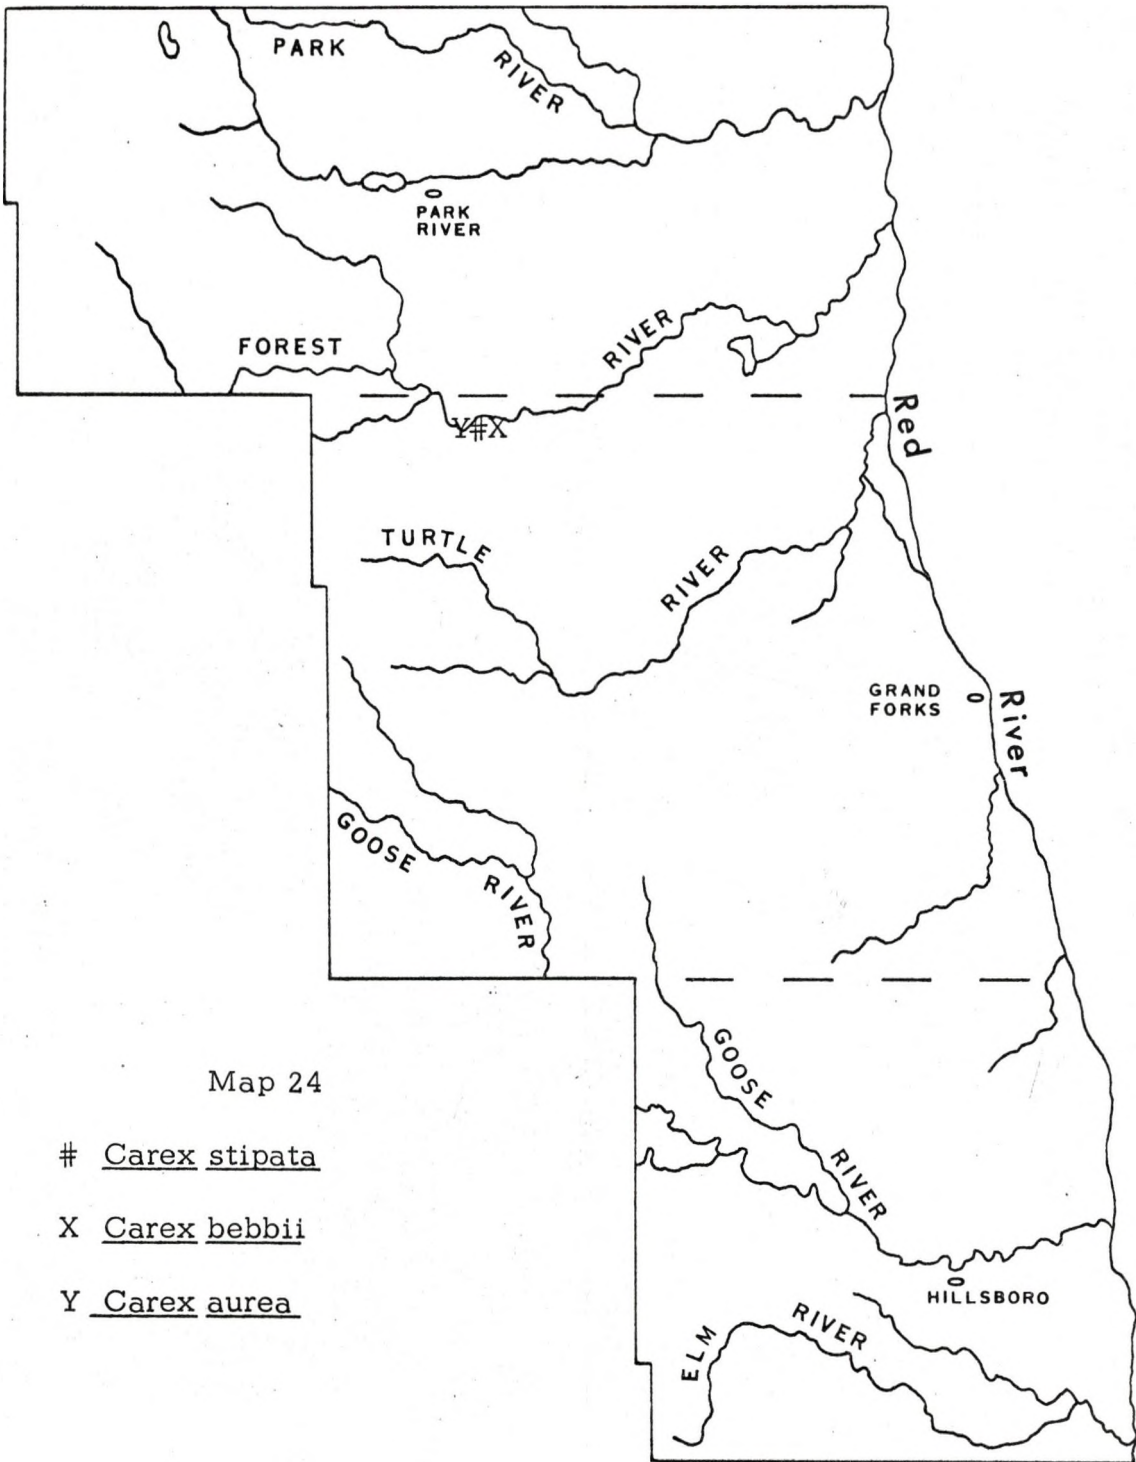 PARK
RIVER
PARK
RIVER
FOREST
RIVER
Red
Y#X
TURTLE
RIVER
GRAND
FORKS
River
GOOSE
RIVER
GOOSE
RIVER
HILLSBORO
ELM
RIVER
Map 24
# Carex stipata
X Carex bebbii
Y Carex aurea